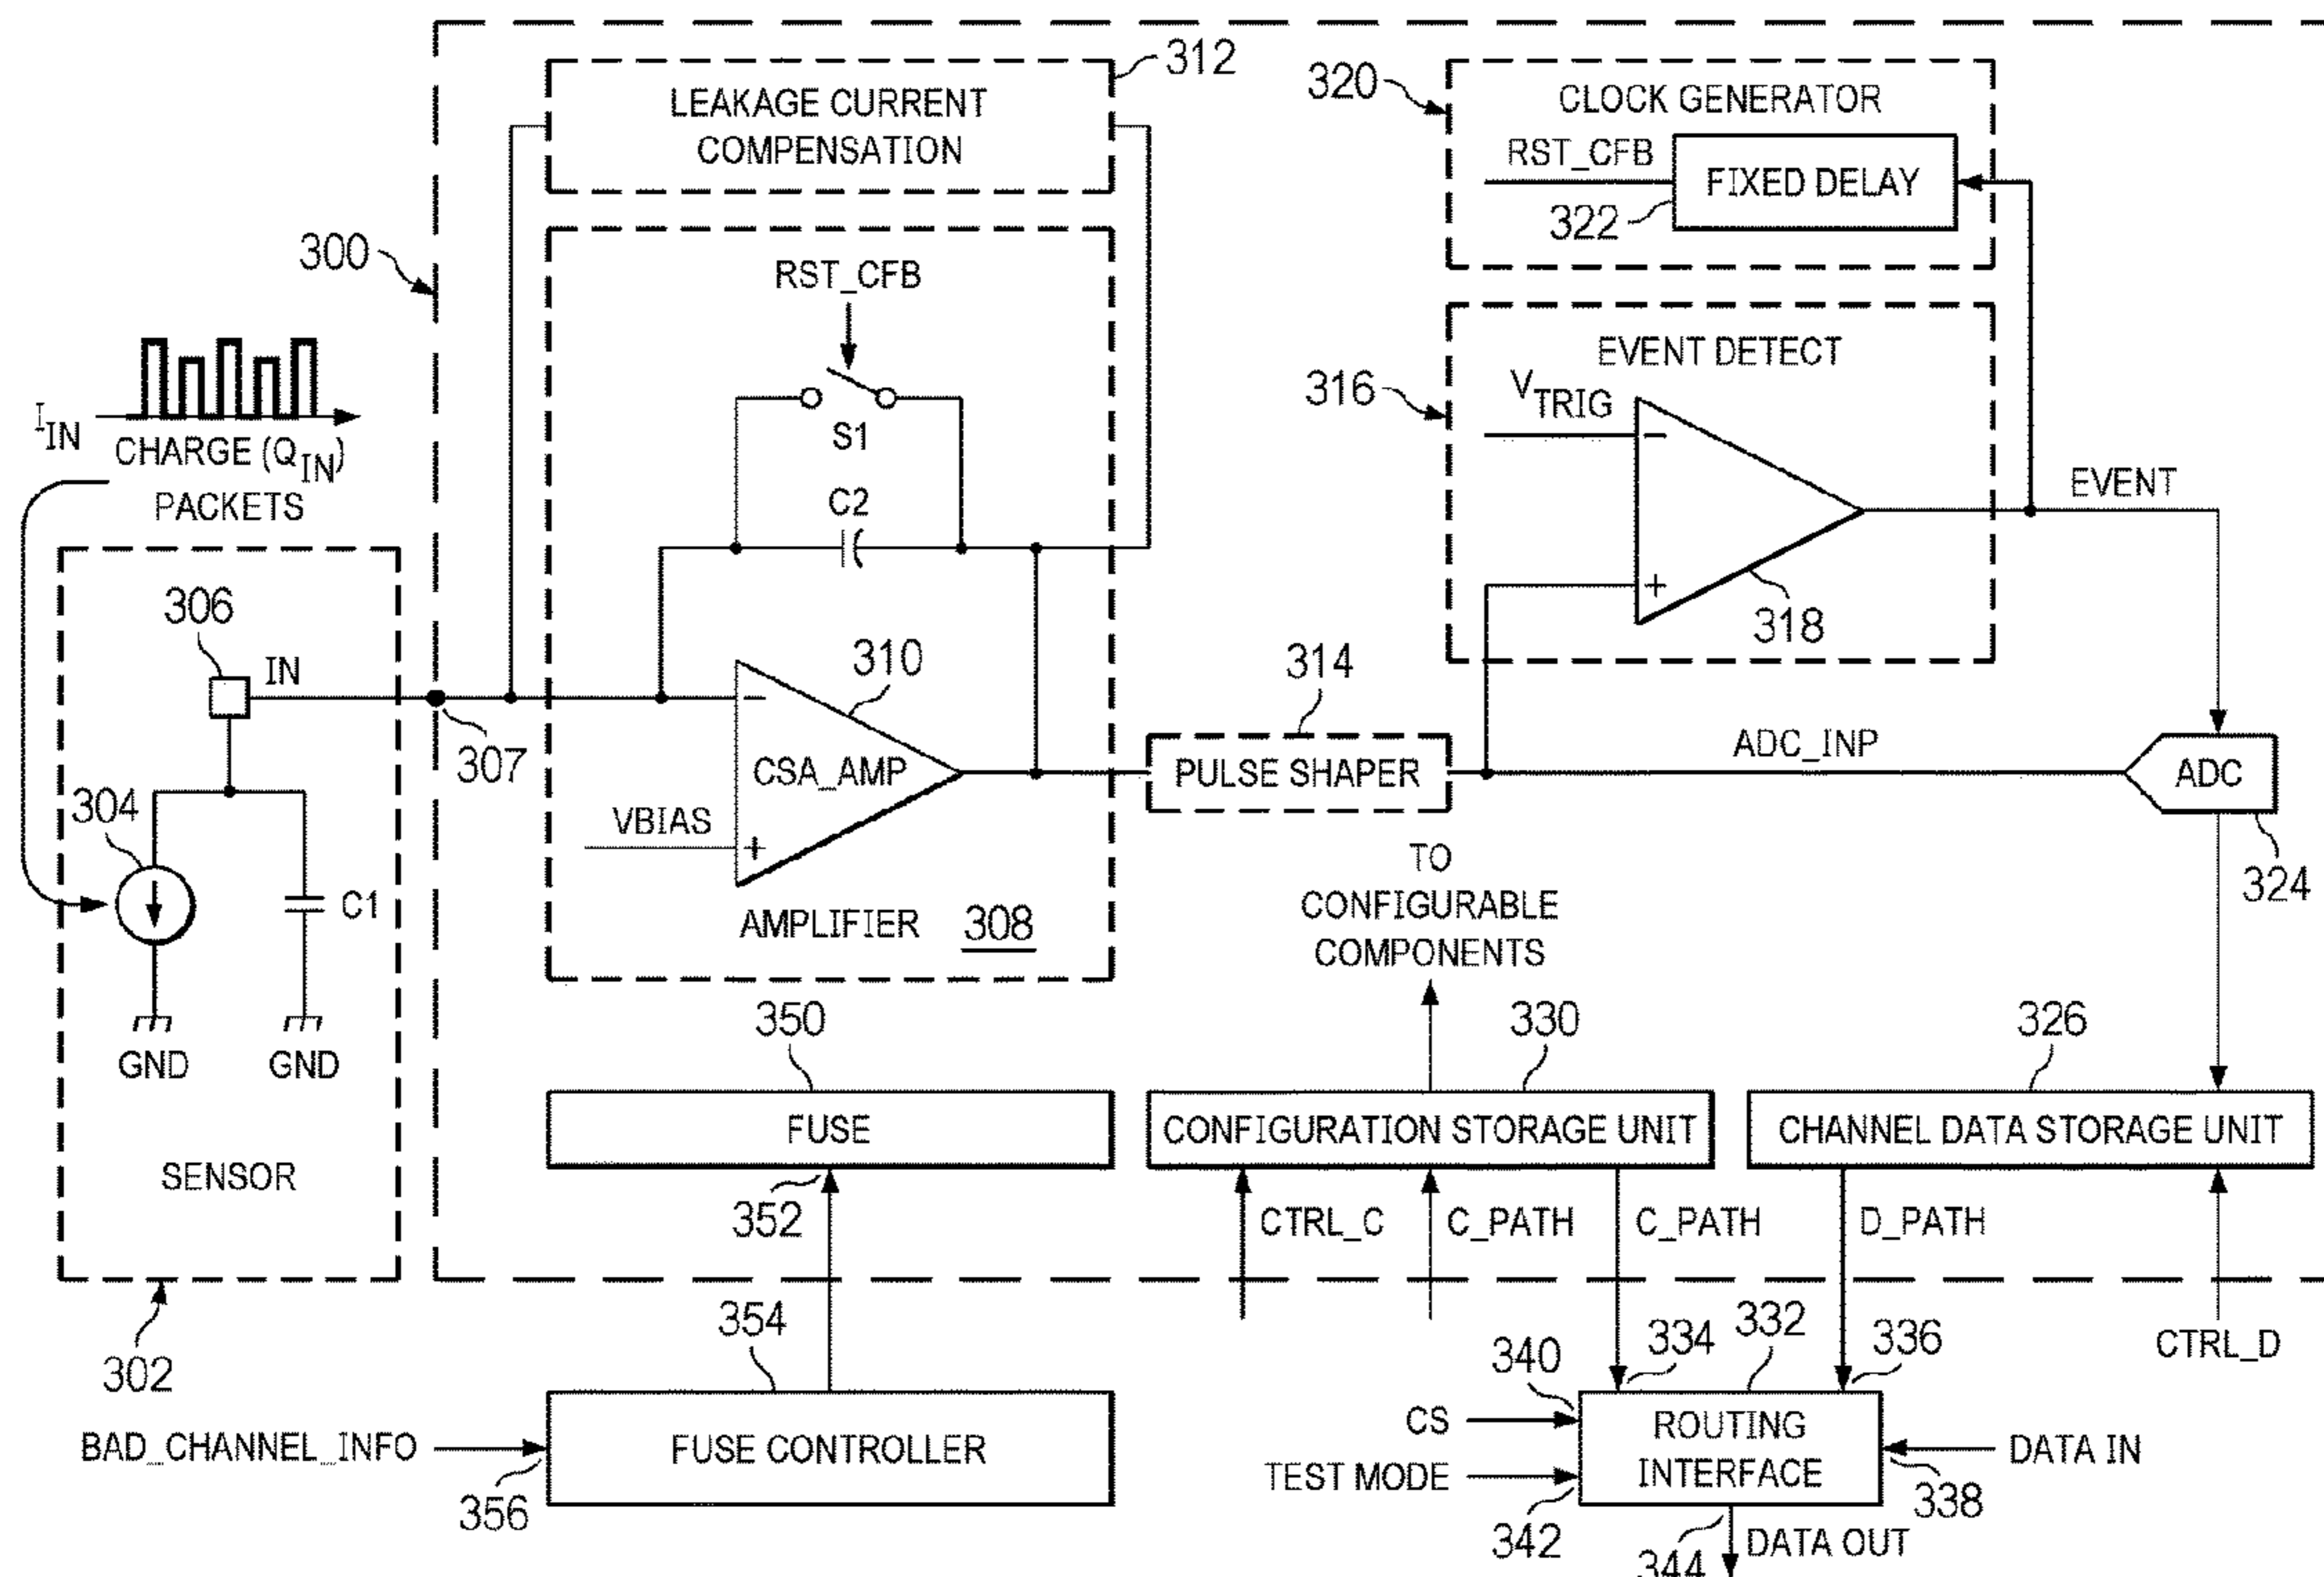 312
LEAKAGE CURRENT
COMPENSATION
320
CLOCK GENERATOR
RST_CFB
FIXED DELAY
322
300
RST_CFB
S1
C2
316
EVENT DETECT
VTRIG
−
+
318
EVENT
IIN
CHARGE (QIN)
PACKETS
306
IN
307
310
−
CSA_AMP
VBIAS
+
AMPLIFIER 308
314
PULSE SHAPER
ADC_INP
ADC
324
304
C1
GND
GND
SENSOR
302
TO
CONFIGURABLE
COMPONENTS
350
FUSE
352
330
CONFIGURATION STORAGE UNIT
326
CHANNEL DATA STORAGE UNIT
CTRL_C
C_PATH
C_PATH
D_PATH
CTRL_D
354
BAD_CHANNEL_INFO
356
FUSE CONTROLLER
334
332
336
340
CS
TEST MODE
342
ROUTING
INTERFACE
DATA IN
338
344
DATA OUT